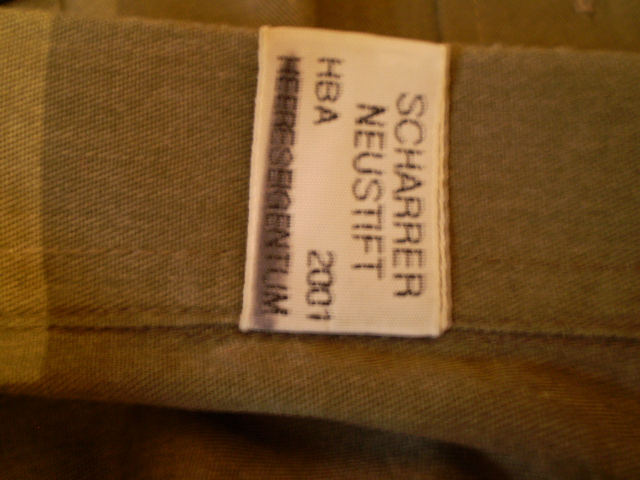 SCHARRER
NEUSTIFT
HBA 2001
HEERESEIGENTUM